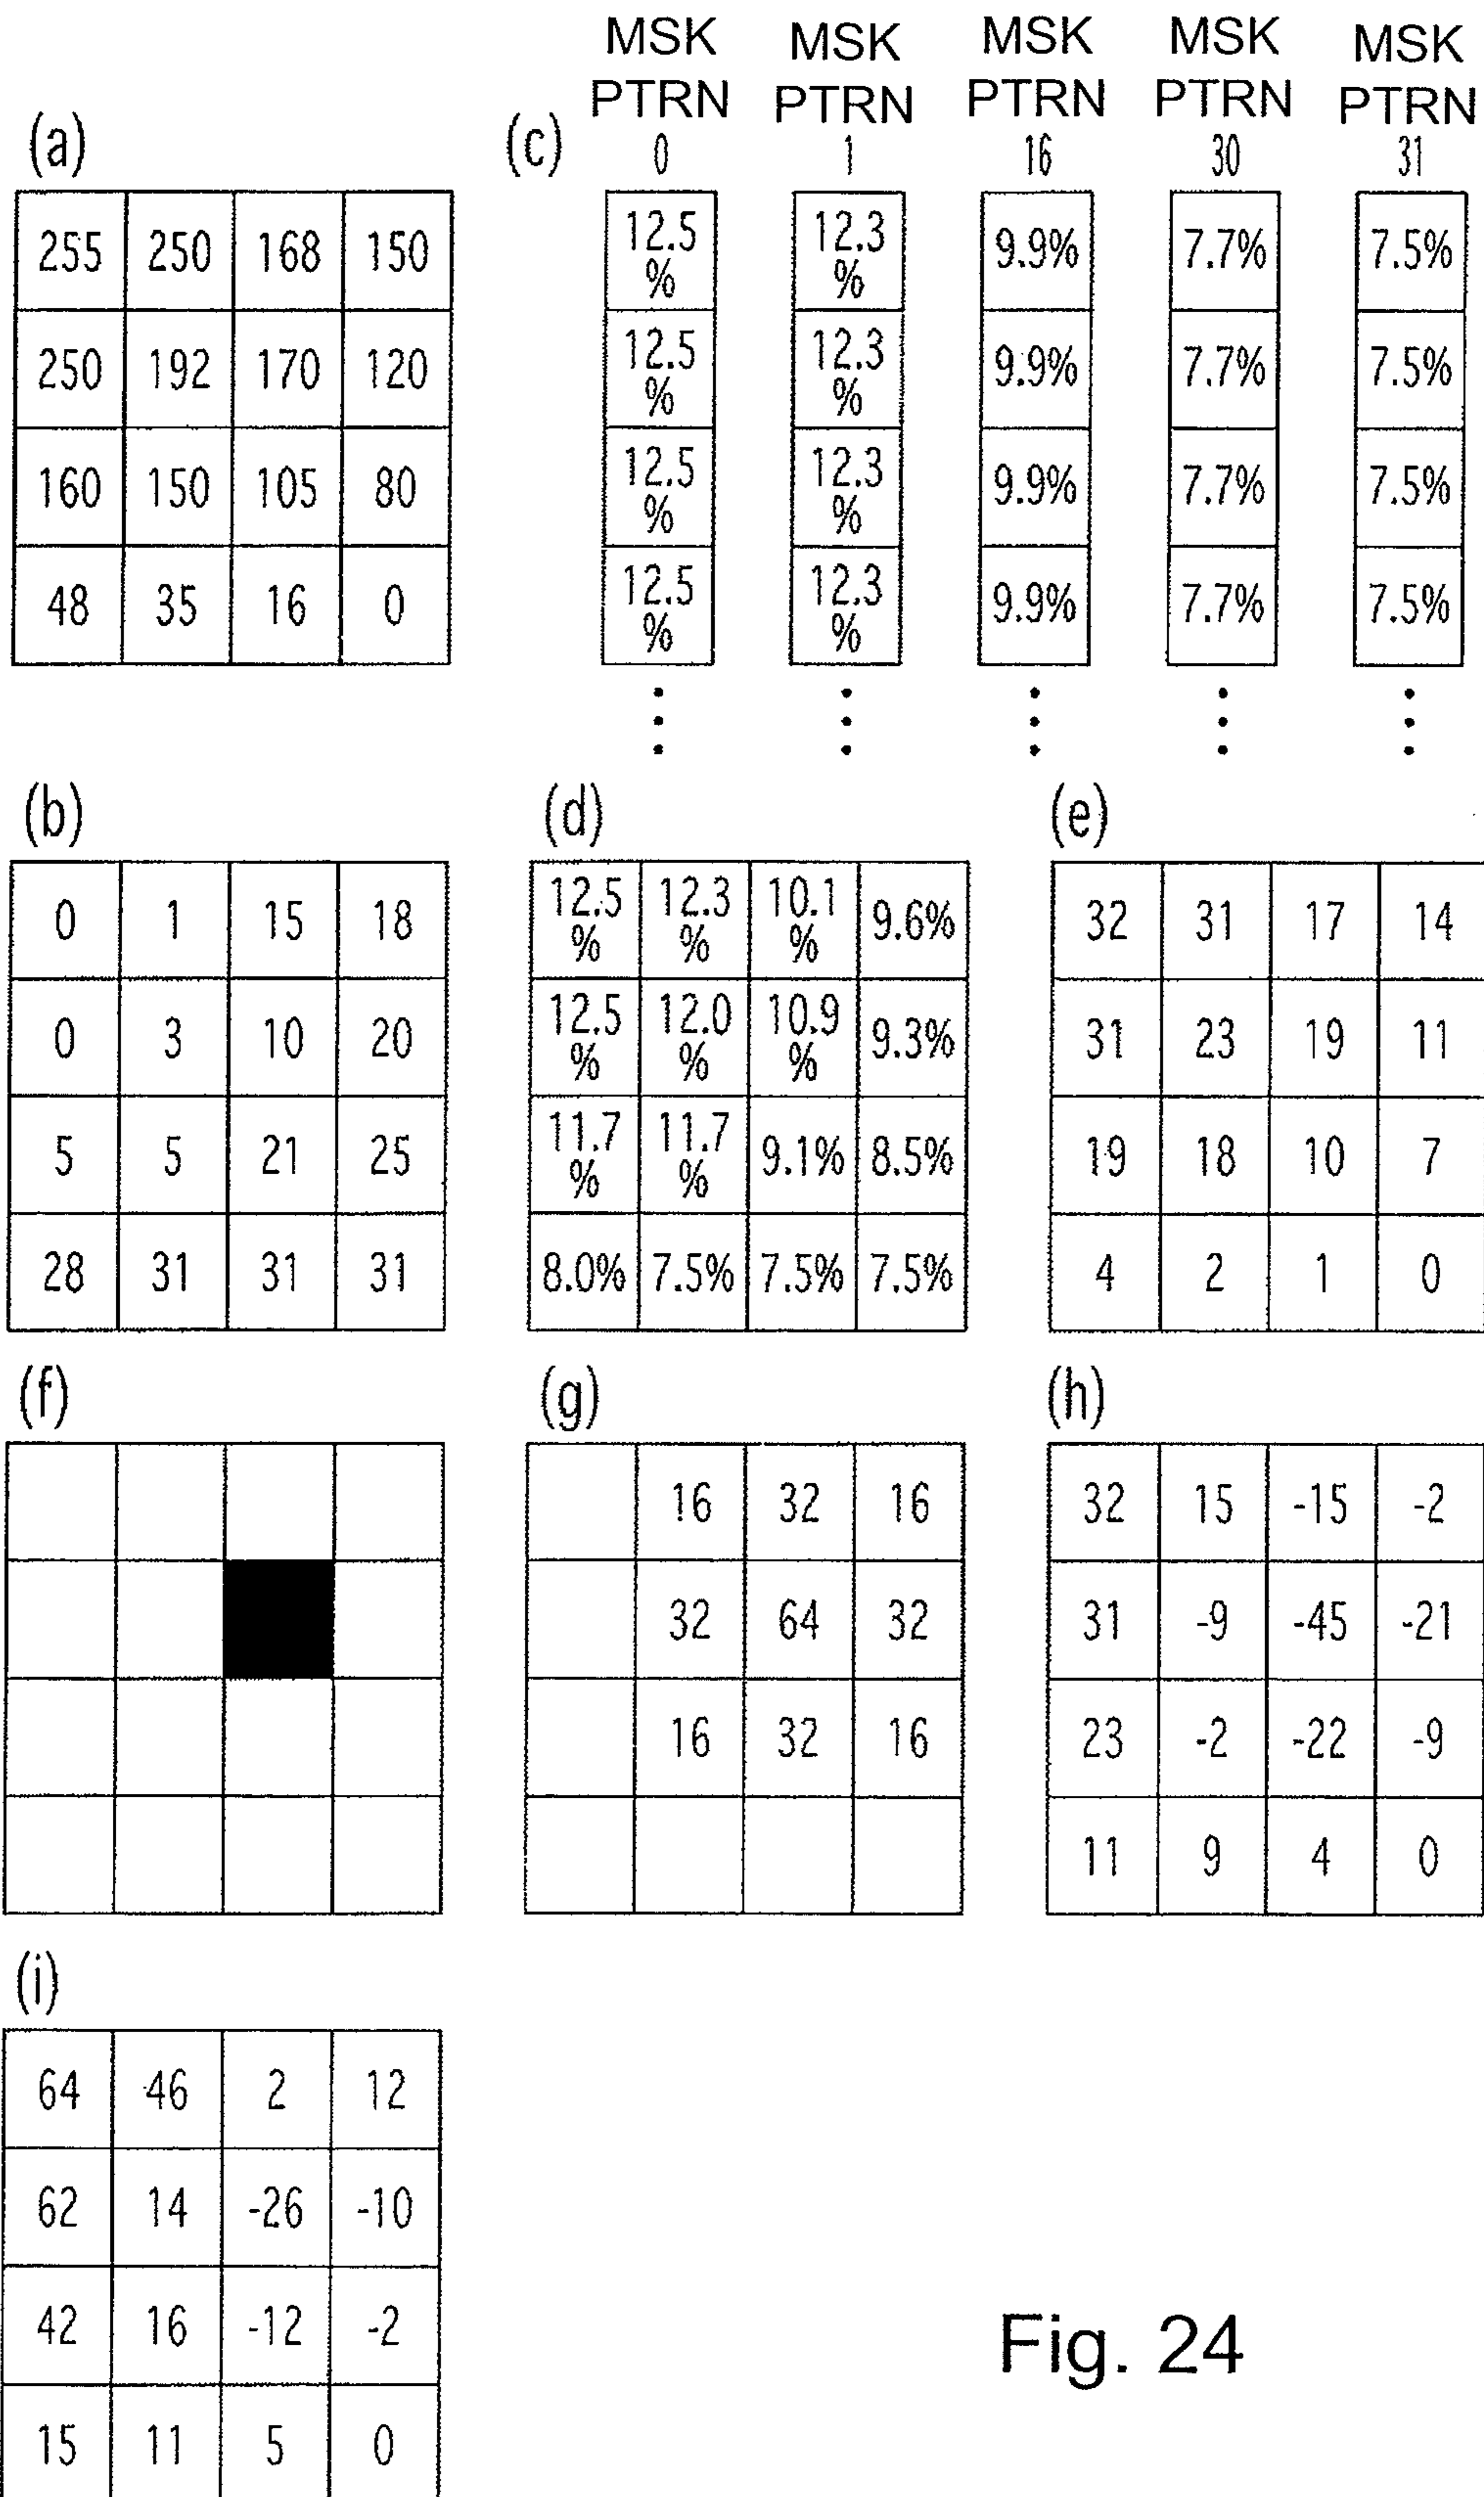 MSK MSK MSK MSK MSK
PTRN PTRN PTRN PTRN PTRN
(a) (c) 0 1 16 30 31
255 250 168 150 12.5 % 12.3 % 9.9% 7.7% 7.5%
250 192 170 120 12.5 % 12.3 % 9.9% 7.7% 7.5%
160 150 105 80 12.5 % 12.3 % 9.9% 7.7% 7.5%
48 35 16 0 12.5 % 12.3 % 9.9% 7.7% 7.5%
(b) (d) (e)
0 1 15 18 12.5 % 12.3 % 10.1 % 9.6% 32 31 17 14
0 3 10 20 12.5 % 12.0 % 10.9 % 9.3% 31 23 19 11
5 5 21 25 11.7 % 11.7 % 9.1% 8.5% 19 18 10 7
28 31 31 31 8.0% 7.5% 7.5% 7.5% 4 2 1 0
(f) (g) (h)
16 32 16 32 15 -15 -2
32 64 32 31 -9 -45 -21
16 32 16 23 -2 -22 -9
11 9 4 0
(i)
64 46 2 12
62 14 -26 -10
42 16 -12 -2
15 11 5 0
Fig. 24